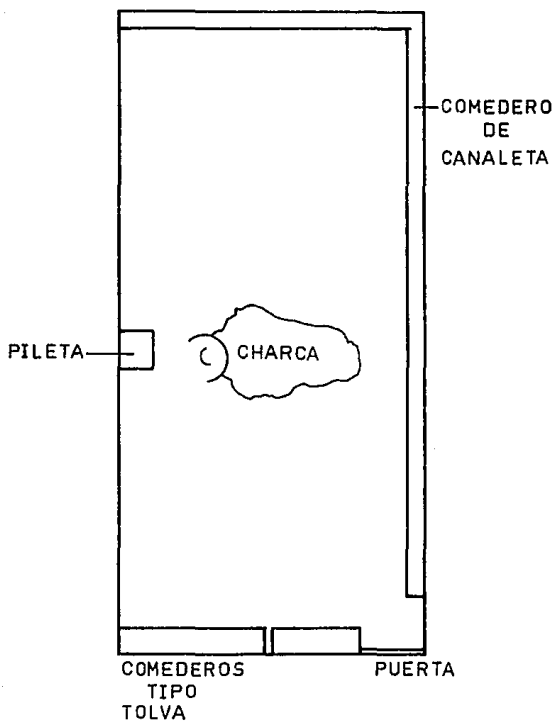 COMEDERO
DE
CANALETA
PILETA
CHARCA
COMEDEROS
TIPO
TOLVA
PUERTA